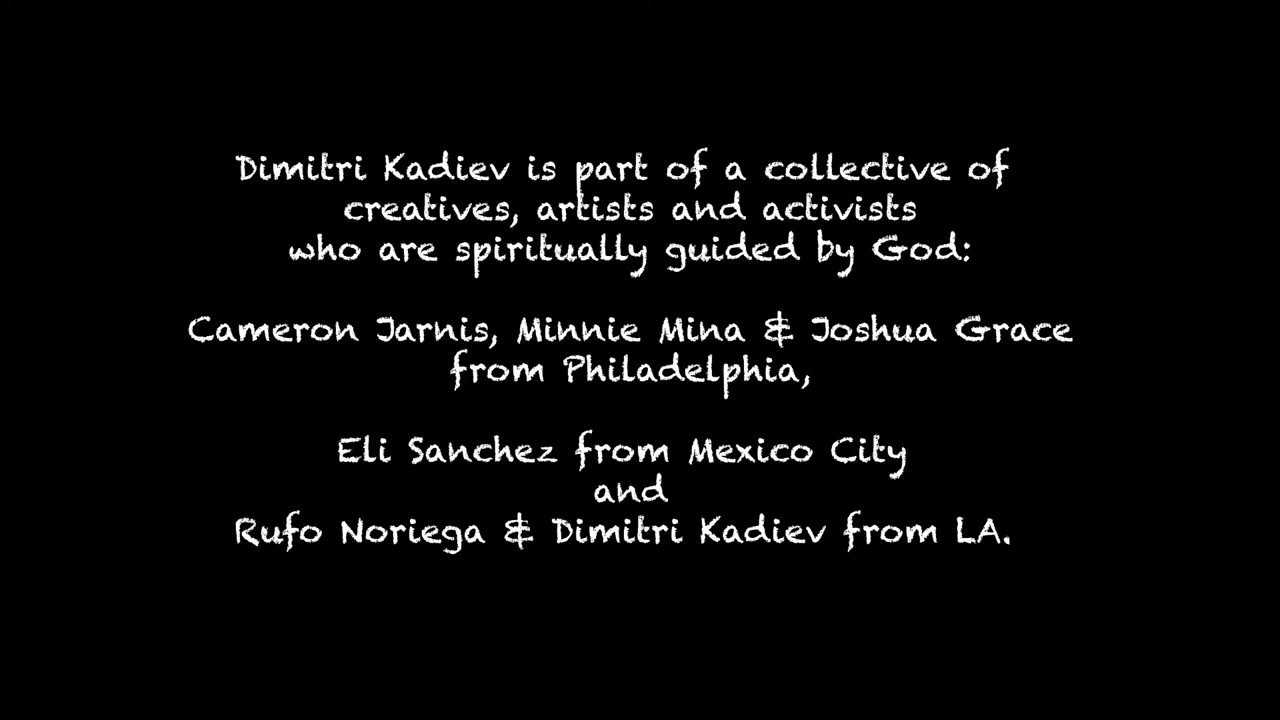 Dimitri Kadiev is part of a collective of
creatives, artists and activists
who are spiritually guided by God:
Cameron Jarnis, Minnie Mina & Joshua Grace
from Philadelphia,
Eli Sanchez from Mexico City
and
Rufo Noriega & Dimitri Kadiev from LA.